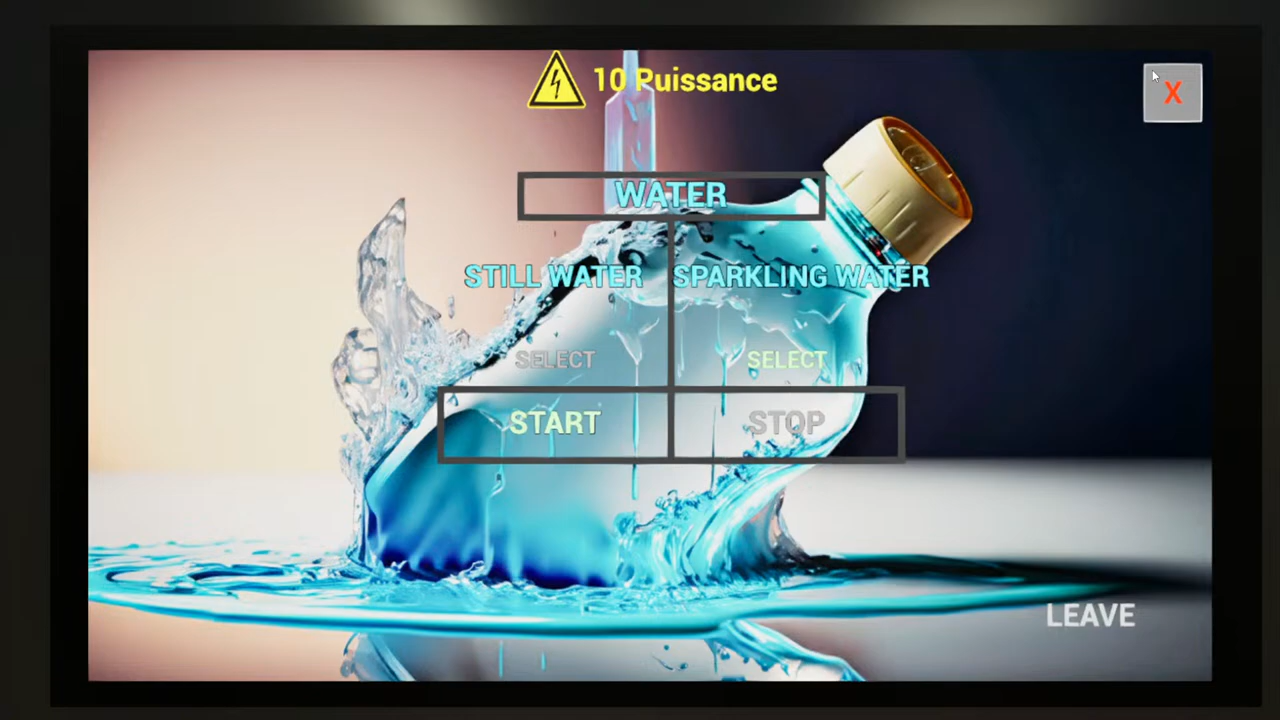 10 Puissance
X
WATER
STILL WATER SPARKLING WATER
SELECT SELECT
START STOP
LEAVE